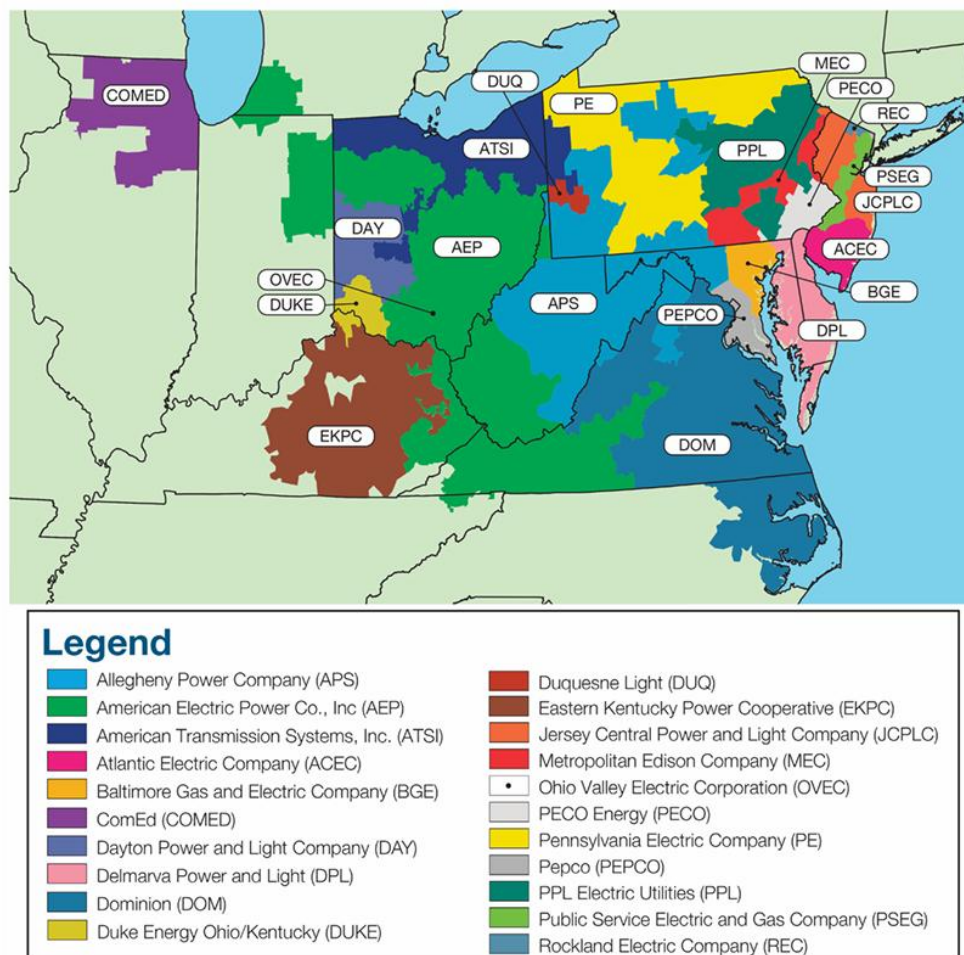 MEC
PECO
DUQ
COMED
PE
REC
ATSI
PPL
PSEG
JCPLC
DAY
AEP
ACEC
OVEC
BGE
DUKE
APS
PEPCO
DPL
EKPC
DOM
Legend
Allegheny Power Company (APS)
American Electric Power Co., Inc (AEP)
American Transmission Systems, Inc. (ATSI)
Atlantic Electric Company (ACEC)
Baltimore Gas and Electric Company (BGE)
ComEd (COMED)
Dayton Power and Light Company (DAY)
Delmarva Power and Light (DPL)
Dominion (DOM)
Duke Energy Ohio/Kentucky (DUKE)
Duquesne Light (DUQ)
Eastern Kentucky Power Cooperative (EKPC)
Jersey Central Power and Light Company (JCPLC)
Metropolitan Edison Company (MEC)
Ohio Valley Electric Corporation (OVEC)
PECO Energy (PECO)
Pennsylvania Electric Company (PE)
Pepco (PEPCO)
PPL Electric Utilities (PPL)
Public Service Electric and Gas Company (PSEG)
Rockland Electric Company (REC)